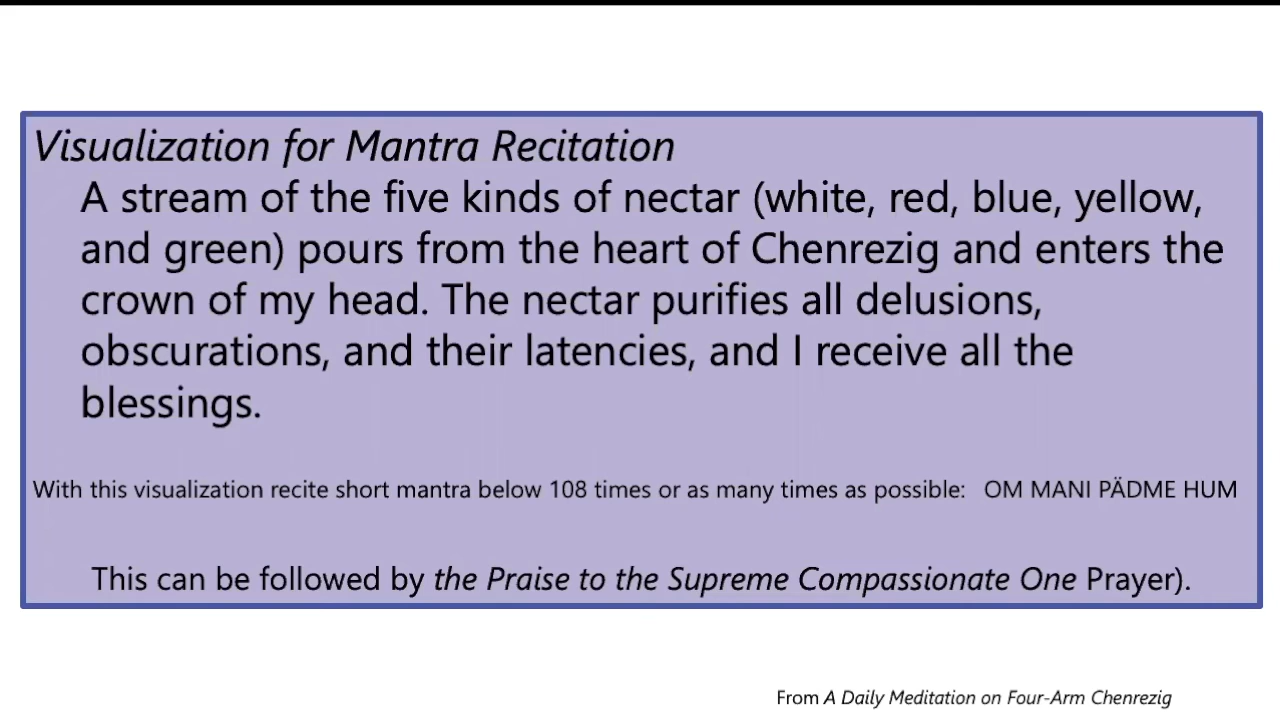 Visualization for Mantra Recitation
A stream of the five kinds of nectar (white, red, blue, yellow,
and green) pours from the heart of Chenrezig and enters the
crown of my head. The nectar purifies all delusions,
obscurations, and their latencies, and I receive all the
blessings.
With this visualization recite short mantra below 108 times or as many times as possible: OM MANI PÄDME HUM
This can be followed by the Praise to the Supreme Compassionate One Prayer).
From A Daily Meditation on Four-Arm Chenrezig